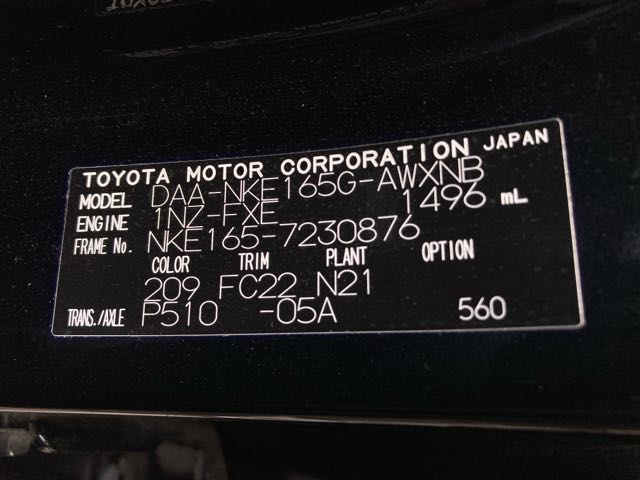 TOYOTA MOTOR CORPORATION JAPAN
MODEL DAA-NKE165G-AWXNB
ENGINE 1NZ-FXE 1496 mL
FRAME No. NKE165-7230876
COLOR TRIM PLANT OPTION
209 FC22 N21
TRANS./AXLE P510 -05A 560